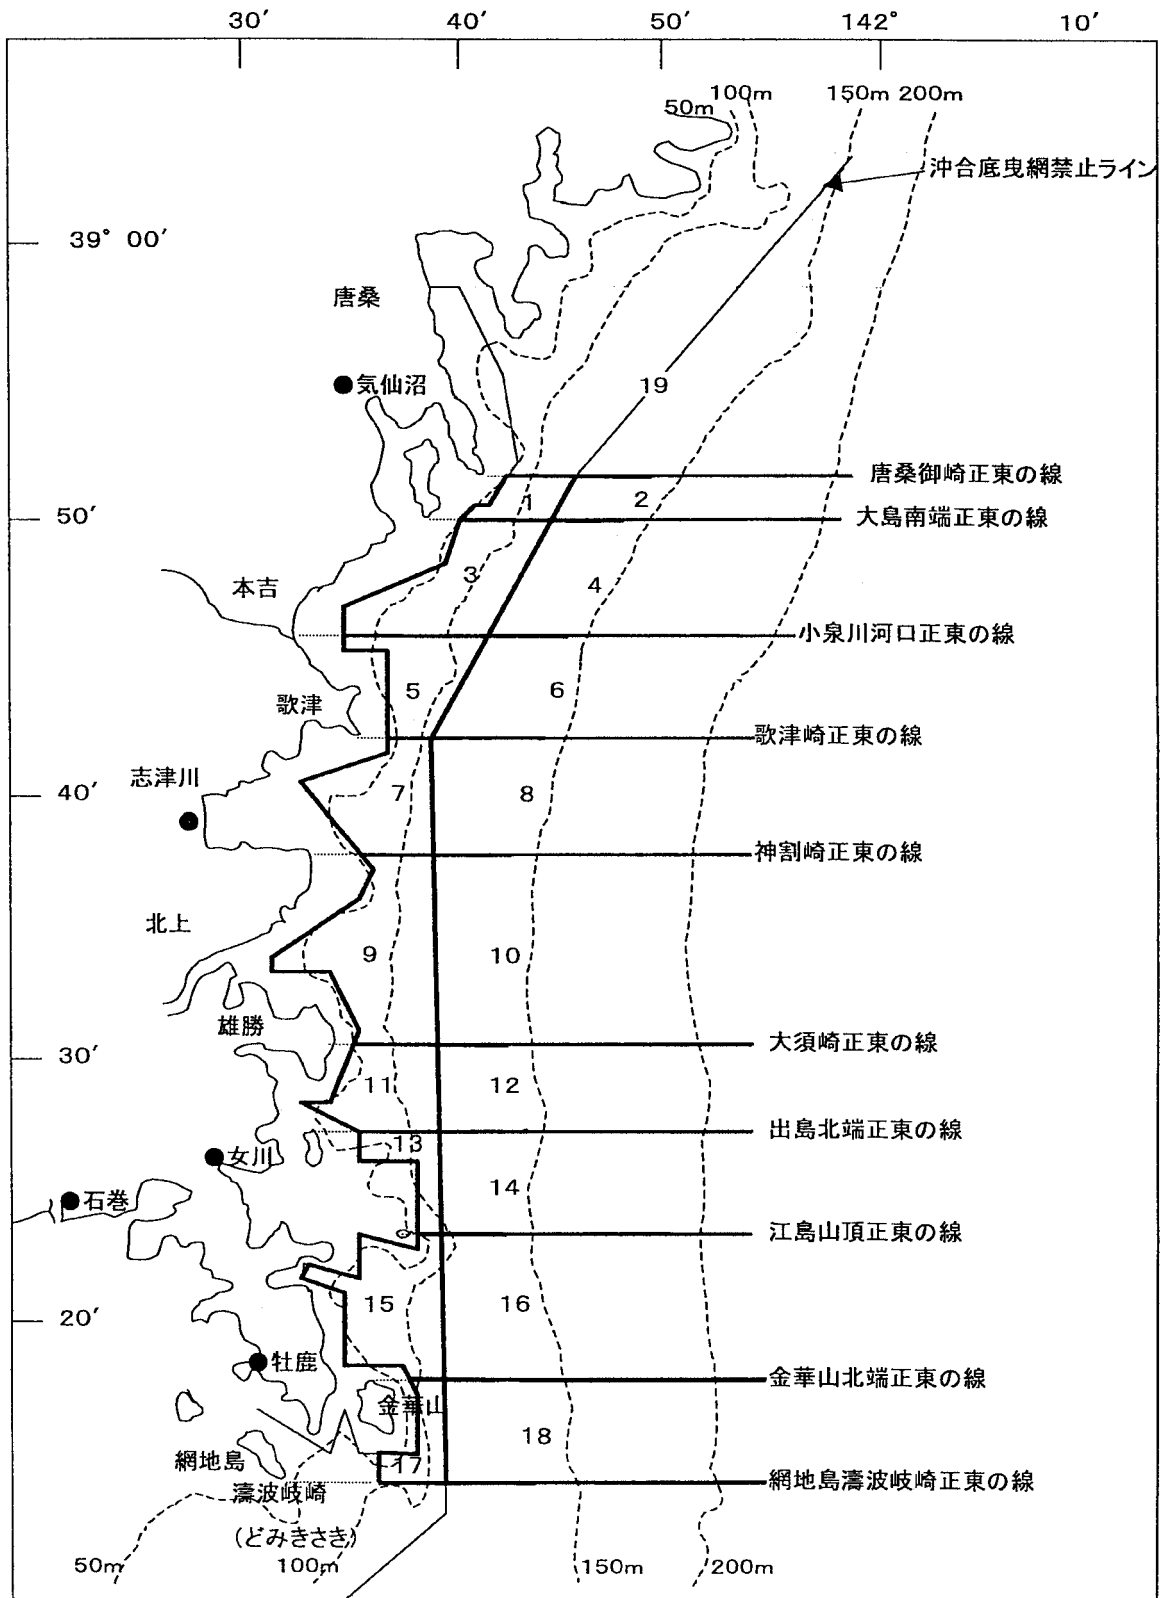 30′ 40′ 50′ 142° 10′
50m 100m 150m 200m
沖合底曳網禁止ライン
39° 00′
唐桑
気仙沼
19
唐桑御崎正東の線
1 2
50′
大島南端正東の線
3 4
本吉
小泉川河口正東の線
5 6
歌津
歌津崎正東の線
志津川
40′
7 8
神割崎正東の線
北上
9 10
雄勝
大須崎正東の線
30′
11 12
出島北端正東の線
13
女川
14
石巻
江島山頂正東の線
15 16
20′
牡鹿
金華山北端正東の線
金華山
18
網地島
17
網地島濤波岐崎正東の線
濤波岐崎
(どみきさき)
50m 100m 150m 200m